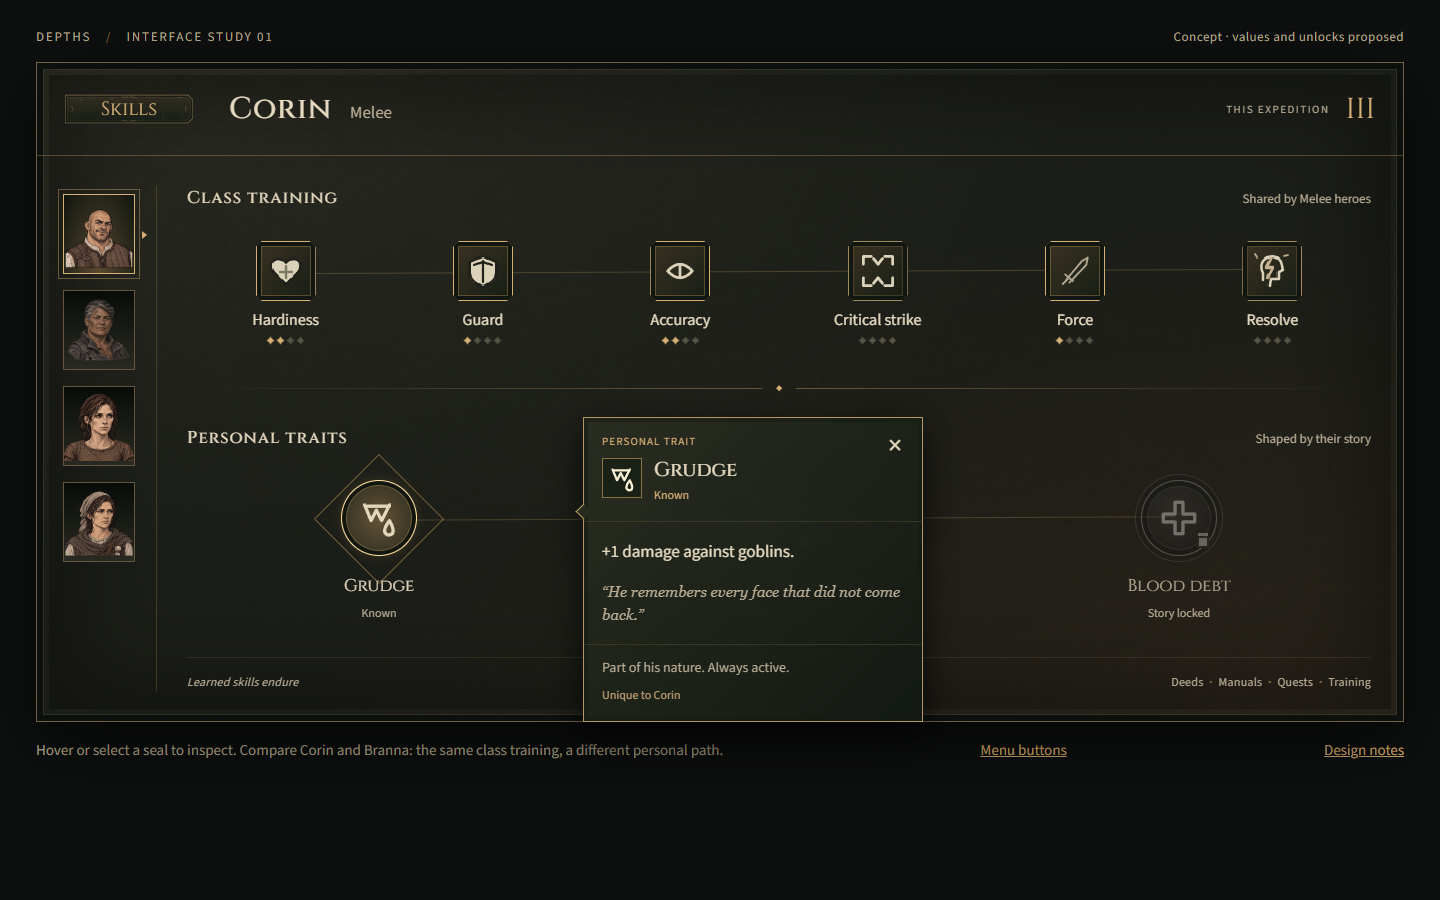 DEPTHS / INTERFACE STUDY 01
Concept · values and unlocks proposed
SKILLS
CORIN Melee
THIS EXPEDITION III
CLASS TRAINING
Shared by Melee heroes
Hardiness
Guard
Accuracy
Critical strike
Force
Resolve
PERSONAL TRAITS
Shaped by their story
GRUDGE
Known
PERSONAL TRAIT
GRUDGE
Known
+1 damage against goblins.
“He remembers every face that did not come
back.”
Part of his nature. Always active.
Unique to Corin
BLOOD DEBT
Story locked
Learned skills endure
Deeds · Manuals · Quests · Training
Hover or select a seal to inspect. Compare Corin and Branna: the same class training, a different personal path.
Menu buttons
Design notes